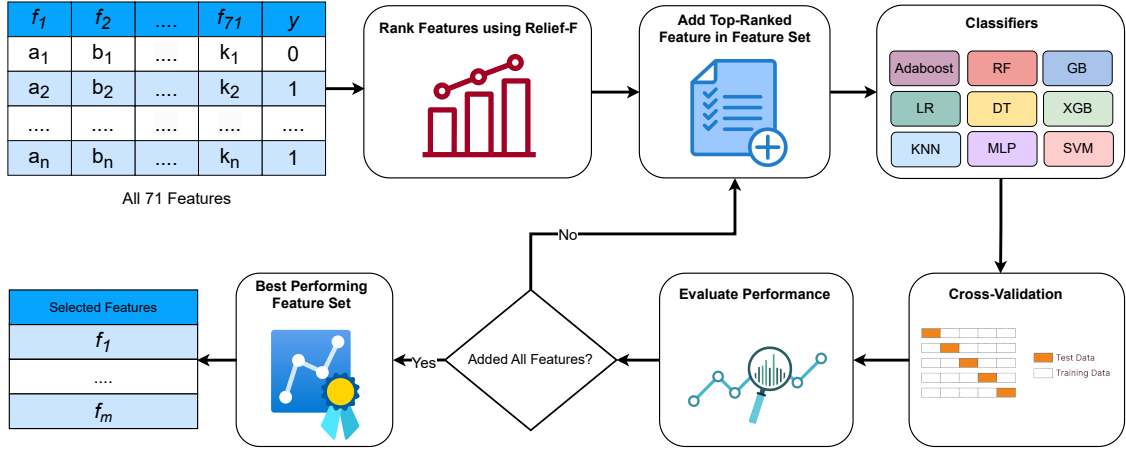 f1 f2 .... f71 y
a1 b1 .... k1 0
a2 b2 .... k2 1
.... .... .... .... ....
an bn .... kn 1
All 71 Features
Rank Features using Relief-F
Add Top-Ranked
Feature in Feature Set
Classifiers
Adaboost RF GB
LR DT XGB
KNN MLP SVM
No
Selected Features
f1
....
fm
Best Performing
Feature Set
Yes
Added All Features?
Evaluate Performance
Cross-Validation
Test Data
Training Data